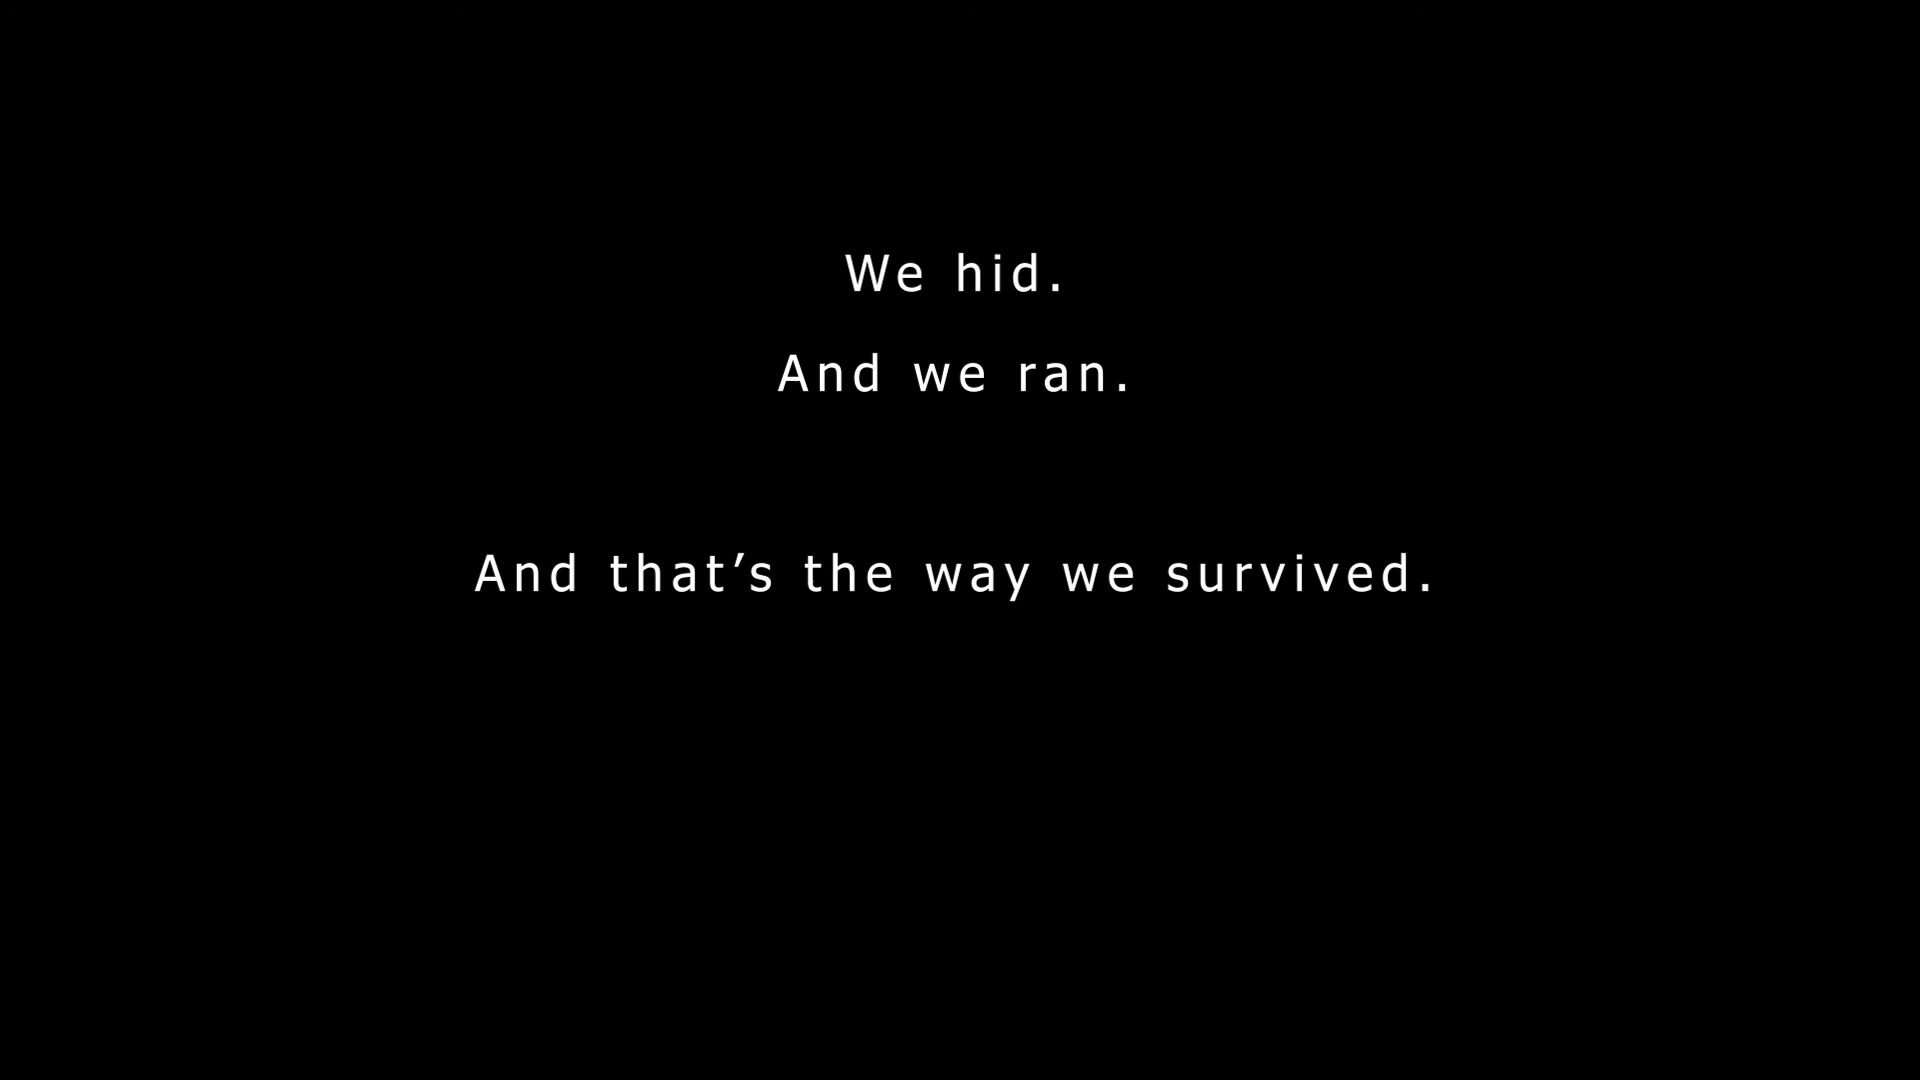 We hid.
And we ran.
And that’s the way we survived.